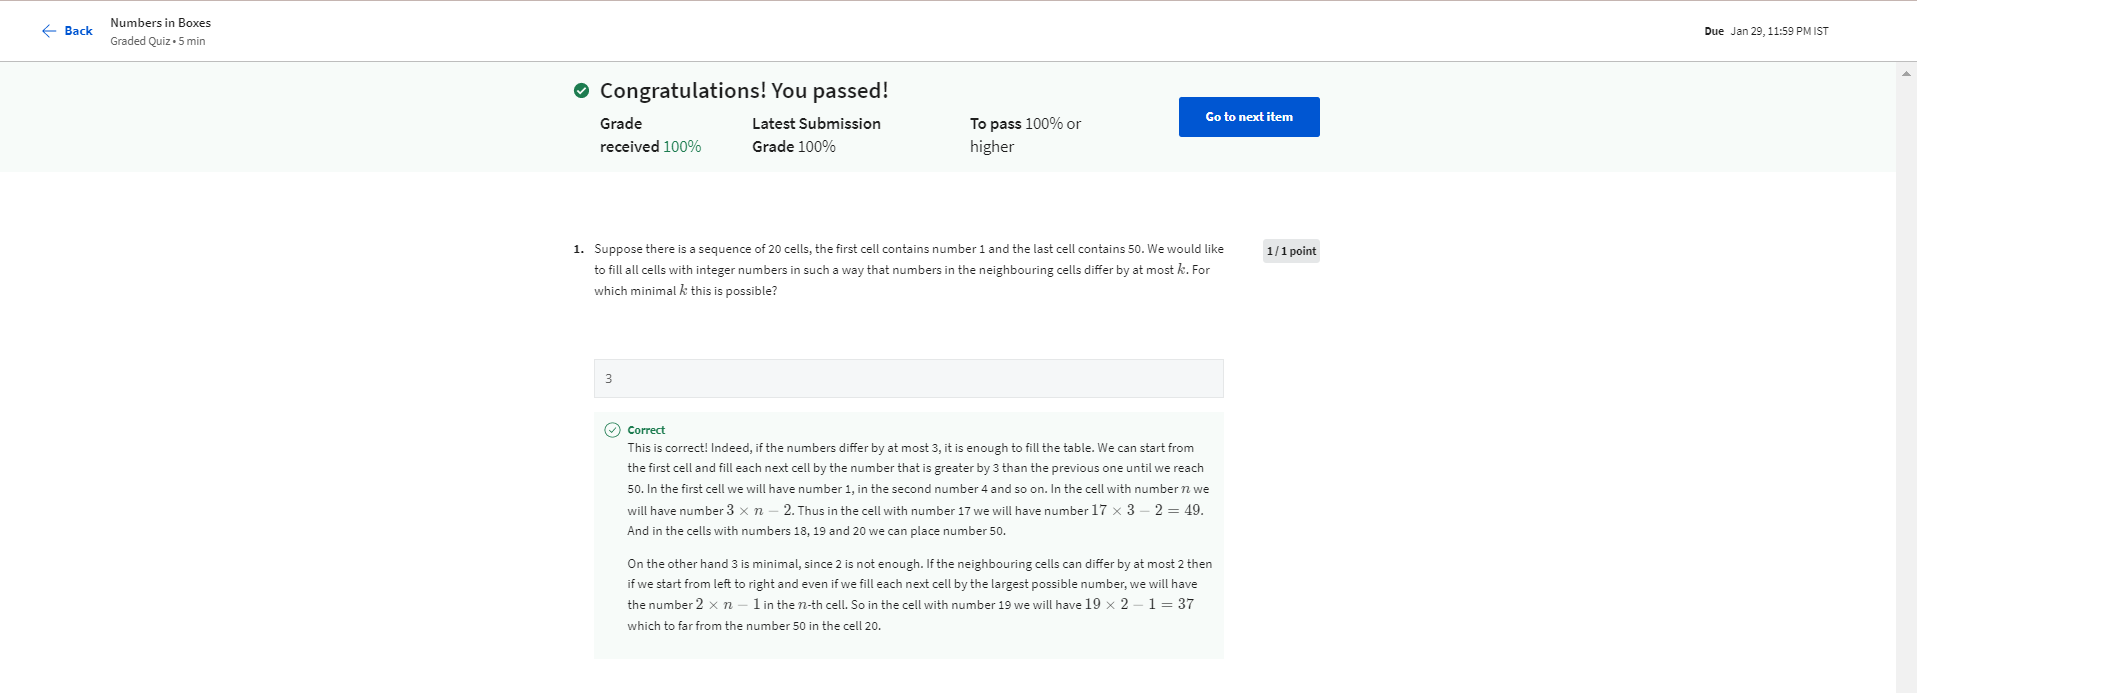 Back
Numbers in Boxes
Graded Quiz • 5 min
Due Jan 29, 11:59 PM IST
Congratulations! You passed!
Grade
received 100%
Latest Submission
Grade 100%
To pass 100% or
higher
Go to next item
1. Suppose there is a sequence of 20 cells, the first cell contains number 1 and the last cell contains 50. We would like
to fill all cells with integer numbers in such a way that numbers in the neighbouring cells differ by at most k. For
which minimal k this is possible?
1 / 1 point
3
Correct
This is correct! Indeed, if the numbers differ by at most 3, it is enough to fill the table. We can start from
the first cell and fill each next cell by the number that is greater by 3 than the previous one until we reach
50. In the first cell we will have number 1, in the second number 4 and so on. In the cell with number n we
will have number 3 × n − 2. Thus in the cell with number 17 we will have number 17 × 3 − 2 = 49.
And in the cells with numbers 18, 19 and 20 we can place number 50.
On the other hand 3 is minimal, since 2 is not enough. If the neighbouring cells can differ by at most 2 then
if we start from left to right and even if we fill each next cell by the largest possible number, we will have
the number 2 × n − 1 in the n-th cell. So in the cell with number 19 we will have 19 × 2 − 1 = 37
which to far from the number 50 in the cell 20.